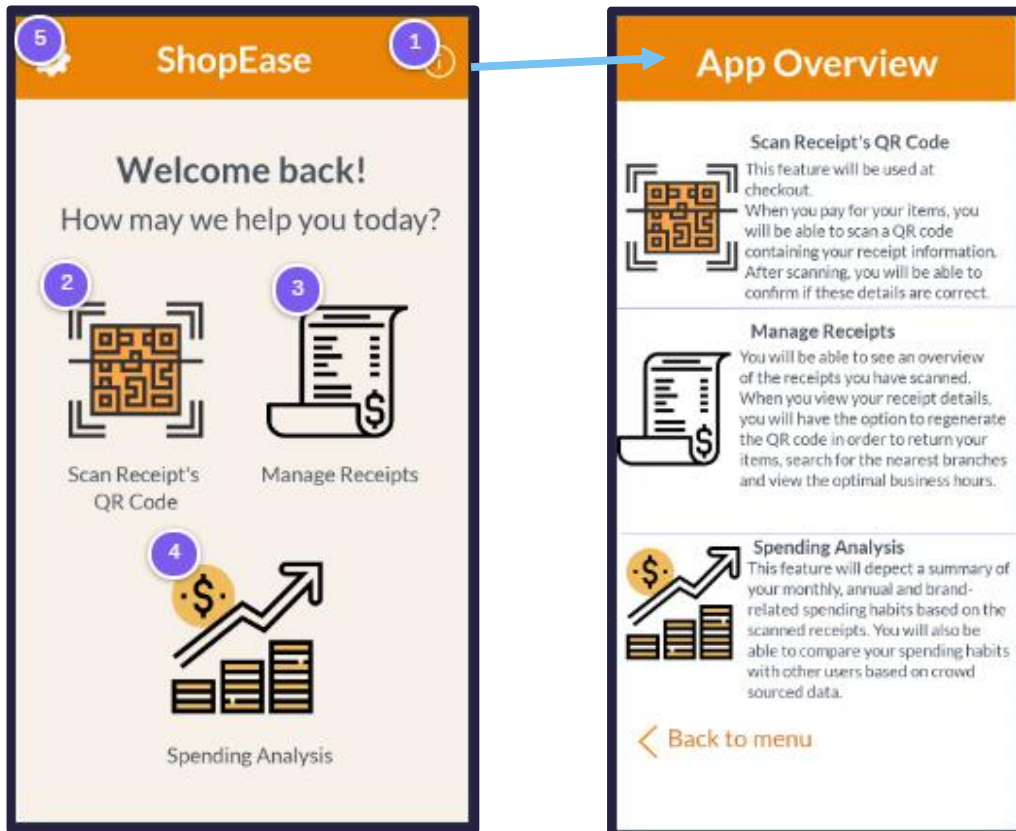 5
ShopEase
1
Welcome back!
How may we help you today?
2
3
Scan Receipt's
QR Code
Manage Receipts
4
Spending Analysis
App Overview
Scan Receipt's QR Code
This feature will be used at
checkout.
When you pay for your items, you
will be able to scan a QR code
containing your receipt information.
After scanning, you will be able to
confirm if these details are correct.
Manage Receipts
You will be able to see an overview
of the receipts you have scanned.
When you view your receipt details,
you will have the option to regenerate
the QR code in order to return your
items, search for the nearest branches
and view the optimal business hours.
Spending Analysis
This feature will depect a summary of
your monthly, annual and brand-
related spending habits based on the
scanned receipts. You will also be
able to compare your spending habits
with other users based on crowd
sourced data.
Back to menu